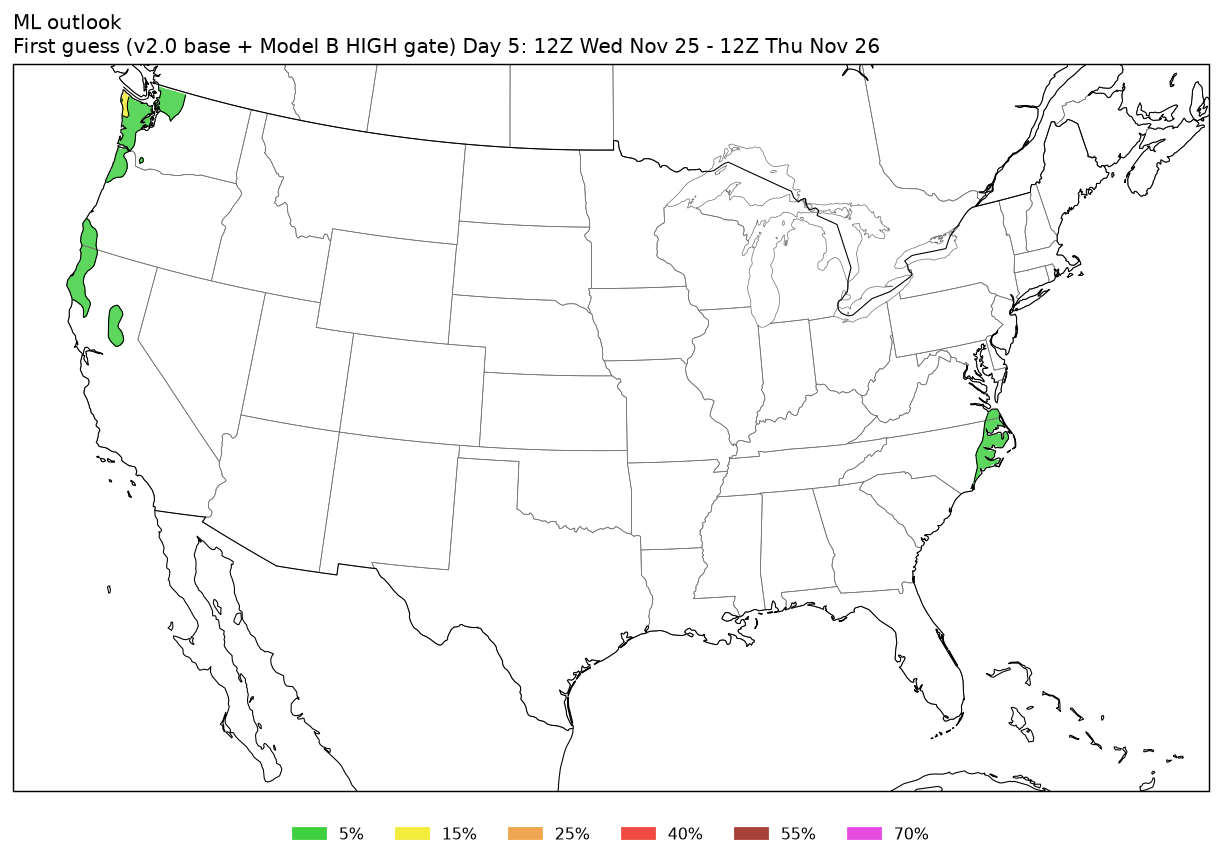 ML outlook
First guess (v2.0 base + Model B HIGH gate) Day 5: 12Z Wed Nov 25 - 12Z Thu Nov 26
5% 15% 25% 40% 55% 70%